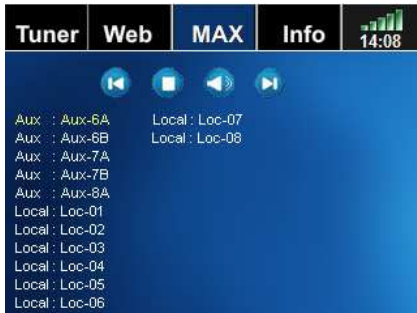 Tuner Web MAX Info 14:08
Aux : Aux-6A
Aux : Aux-6B
Aux : Aux-7A
Aux : Aux-7B
Aux : Aux-8A
Local : Loc-01
Local : Loc-02
Local : Loc-03
Local : Loc-04
Local : Loc-05
Local : Loc-06
Local : Loc-07
Local : Loc-08